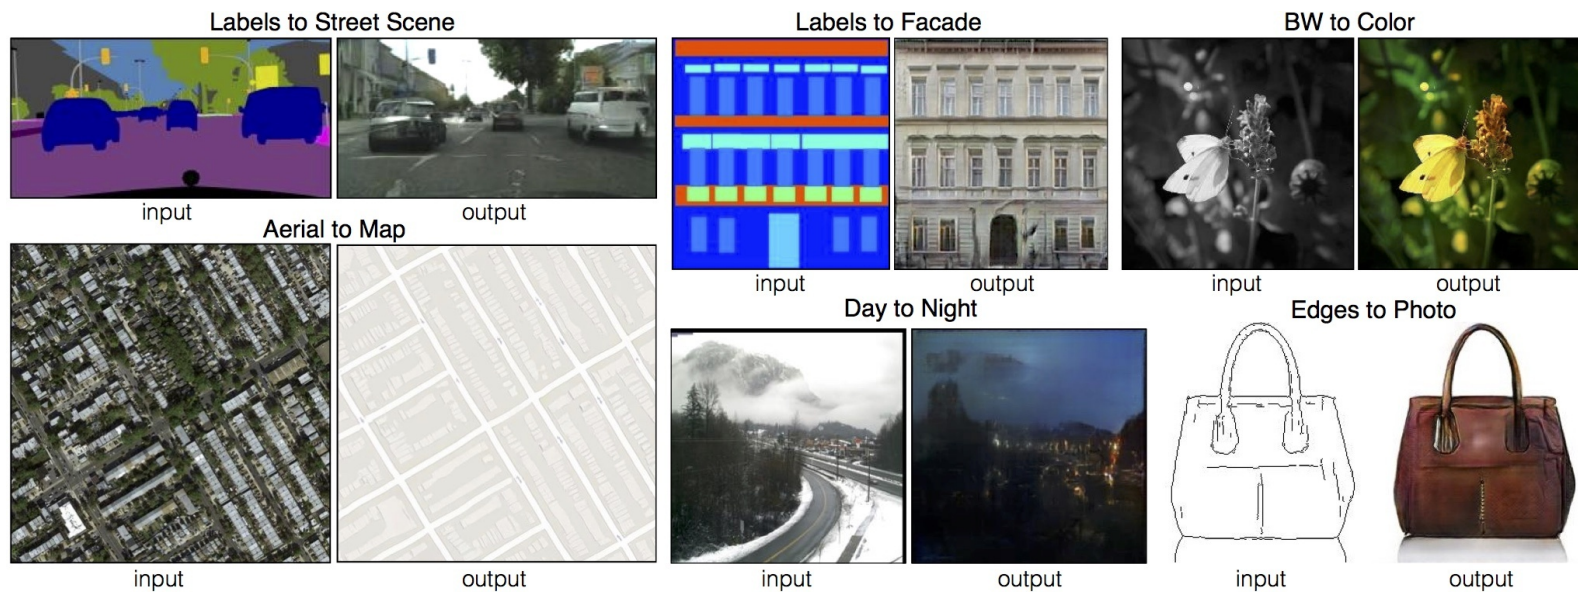 Labels to Street Scene
input
output
Aerial to Map
input
output
Labels to Facade
input
output
BW to Color
input
output
Day to Night
input
output
Edges to Photo
input
output